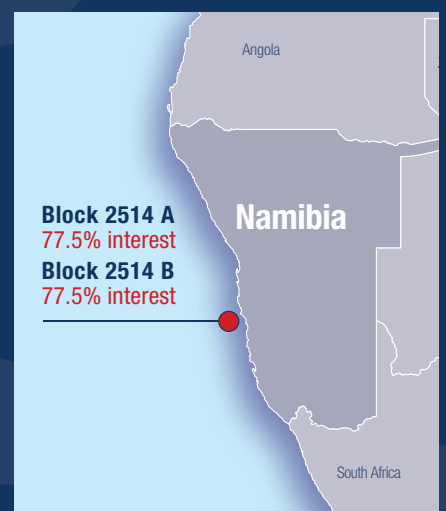 Angola
Block 2514 A
77.5% interest
Block 2514 B
77.5% interest
Namibia
South Africa